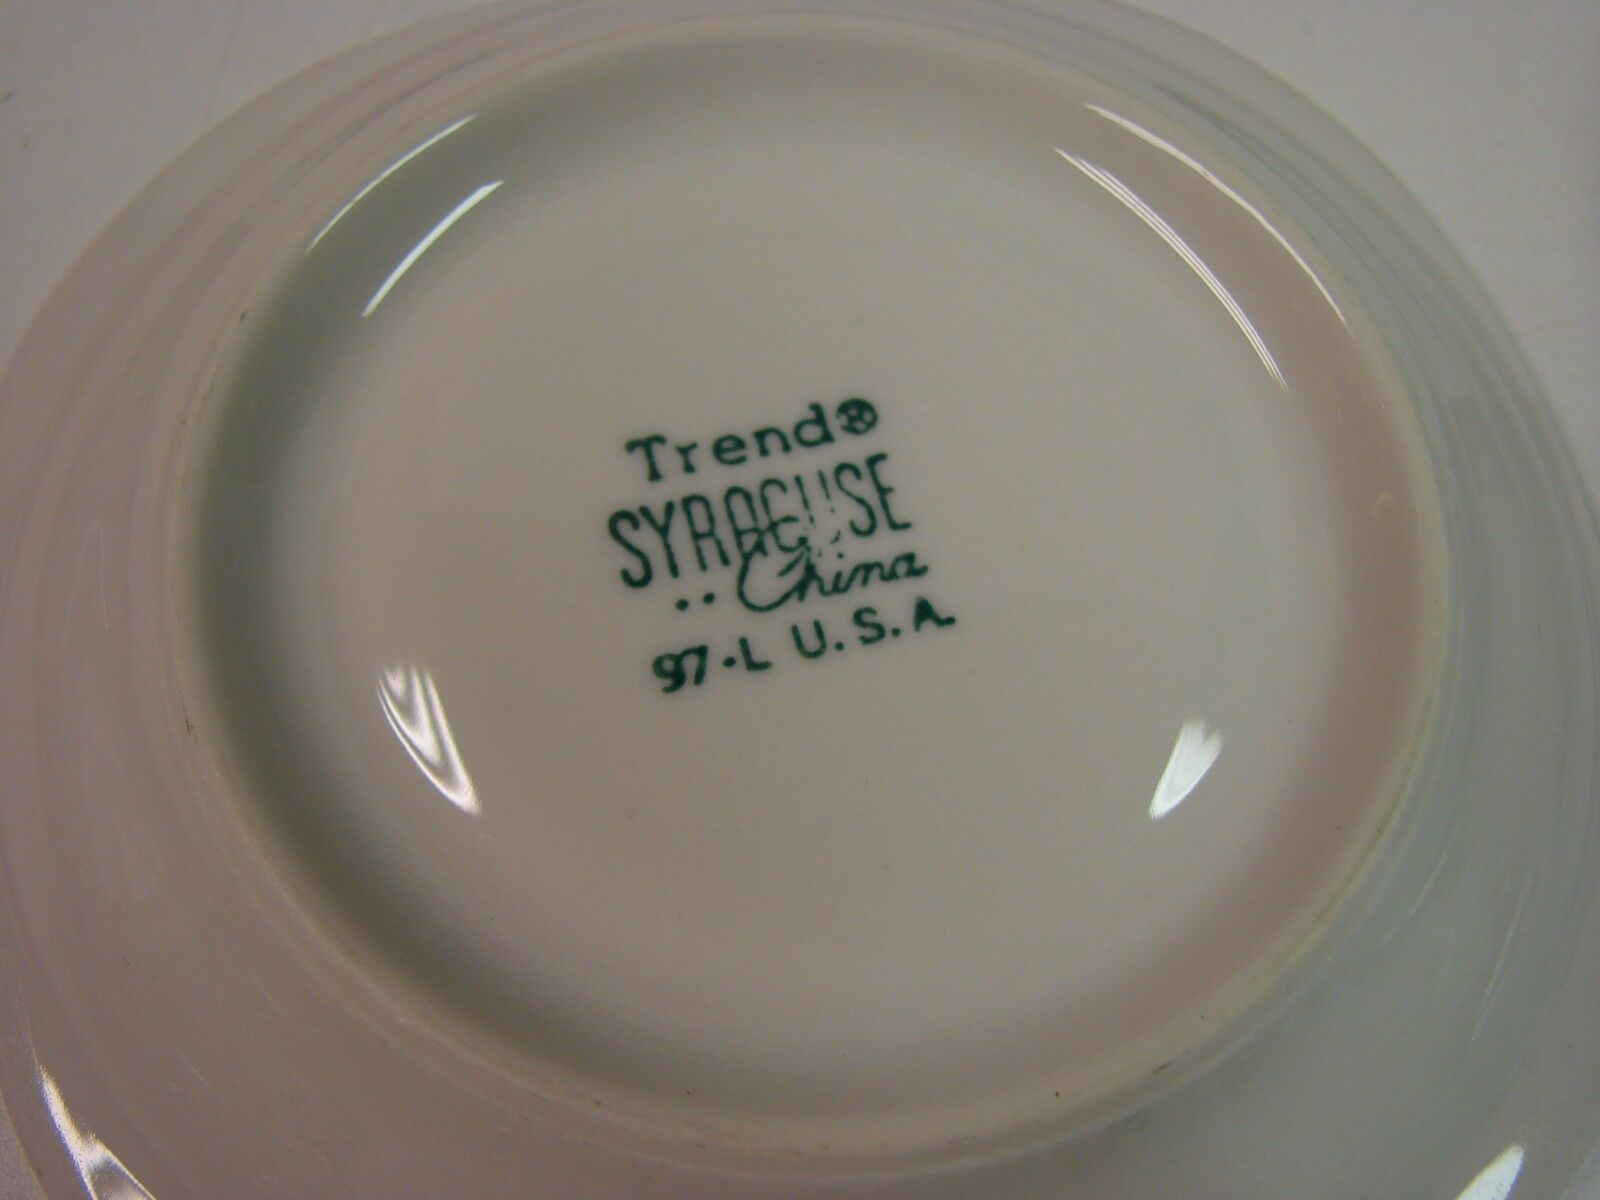 Trend®
SYRACUSE
·· China
97-L U.S.A.